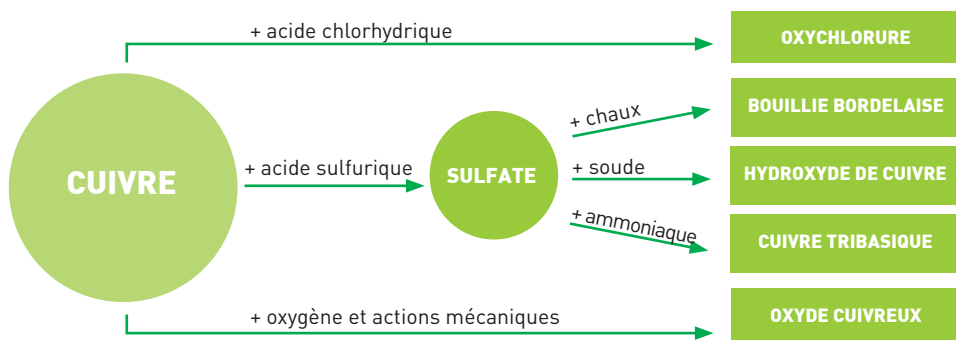 + acide chlorhydrique
OXYCHLORURE
+ chaux
BOUILLIE BORDELAISE
CUIVRE
+ acide sulfurique
SULFATE
+ soude
HYDROXYDE DE CUIVRE
+ ammoniaque
CUIVRE TRIBASIQUE
+ oxygène et actions mécaniques
OXYDE CUIVREUX